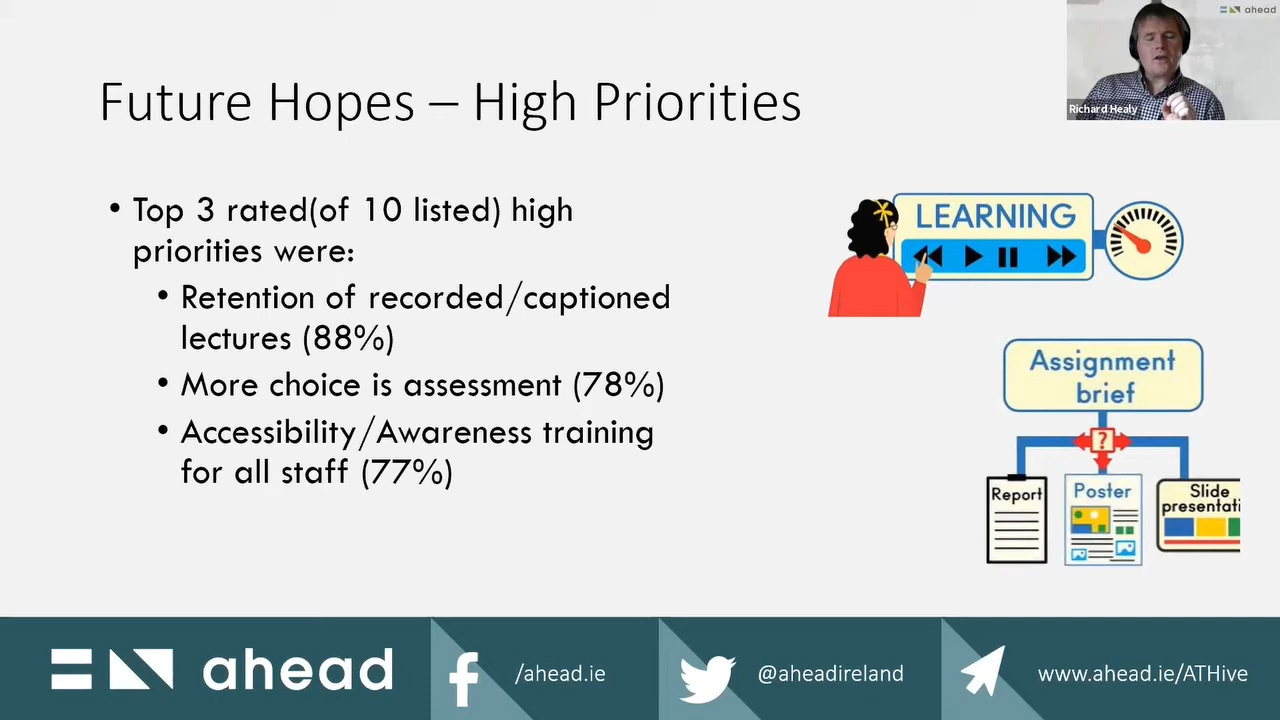 ahead
Richard Healy
Future Hopes – High Priorities
• Top 3 rated(of 10 listed) high
priorities were:
• Retention of recorded/captioned
lectures (88%)
• More choice is assessment (78%)
• Accessibility/Awareness training
for all staff (77%)
LEARNING
Assignment
brief
?
Report
Poster
Slide
presentati
ahead
/ahead.ie
@aheadireland
www.ahead.ie/ATHive